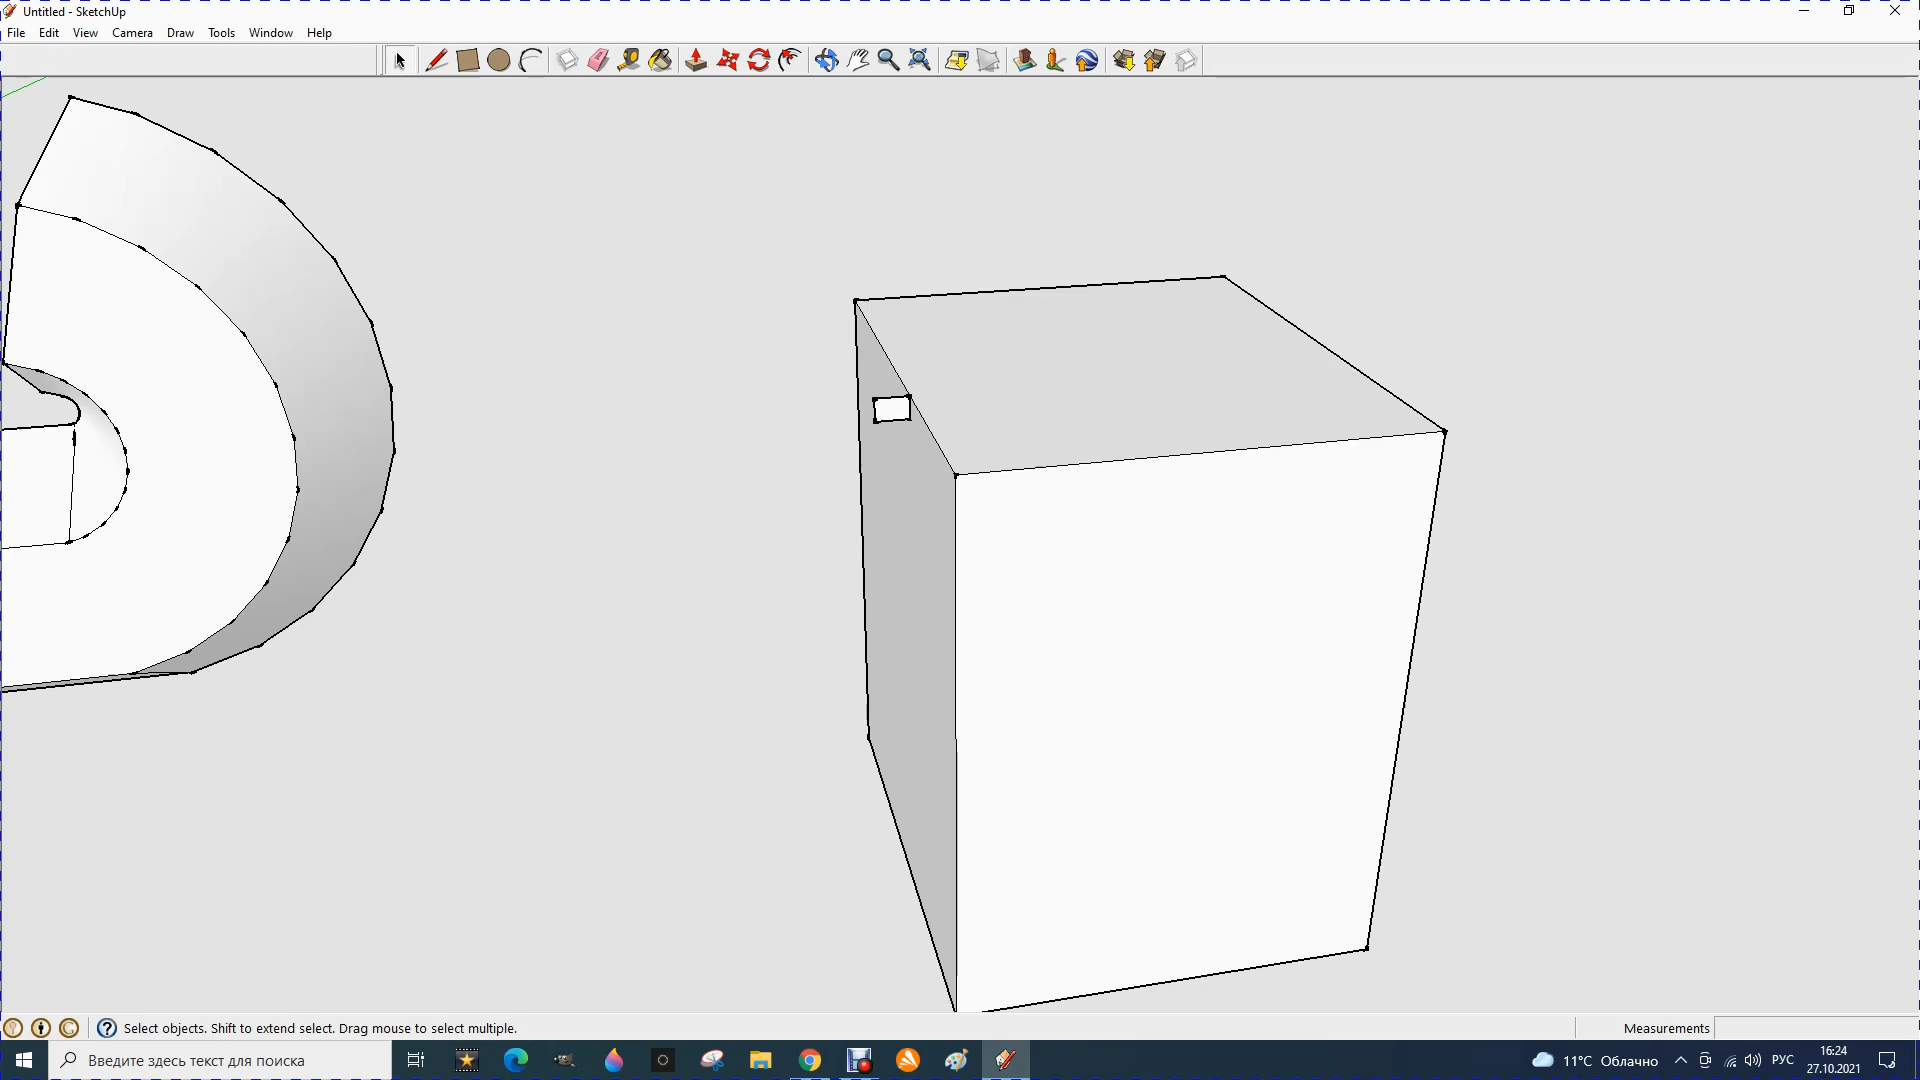 Untitled - SketchUp
File Edit View Camera Draw Tools Window Help
Select objects. Shift to extend select. Drag mouse to select multiple.
Measurements
Введите здесь текст для поиска
11°C Облачно
РУС
16:24
27.10.2021